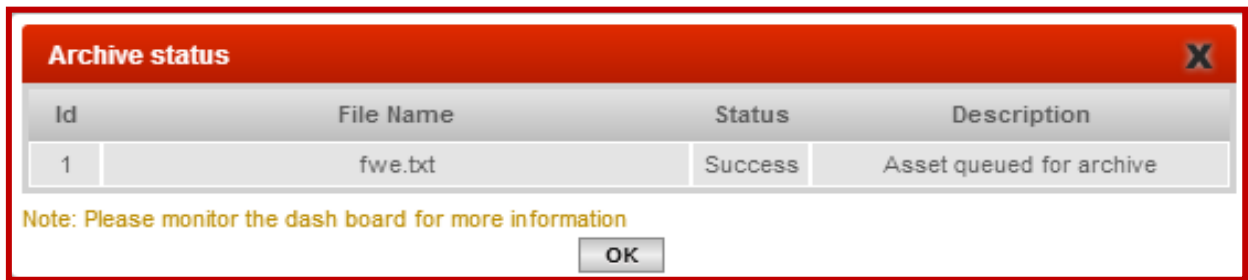 Archive status X
Id File Name Status Description
1 fwe.txt Success Asset queued for archive
Note: Please monitor the dash board for more information
OK